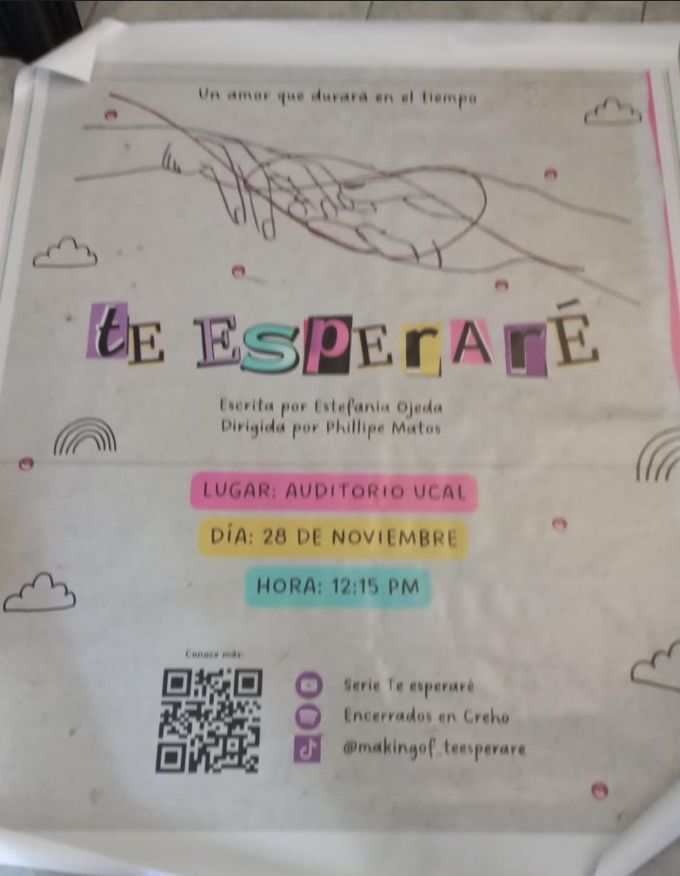 Un amor que durará en el tiempo
tE ESPErArÉ
Escrita por Estefania Ojeda
Dirigida por Phillipe Matos
LUGAR: AUDITORIO UCAL
DÍA: 28 DE NOVIEMBRE
HORA: 12:15 PM
Conoce más:
Serie Te esperaré
Encerrados en Creho
@makingof_teesperare